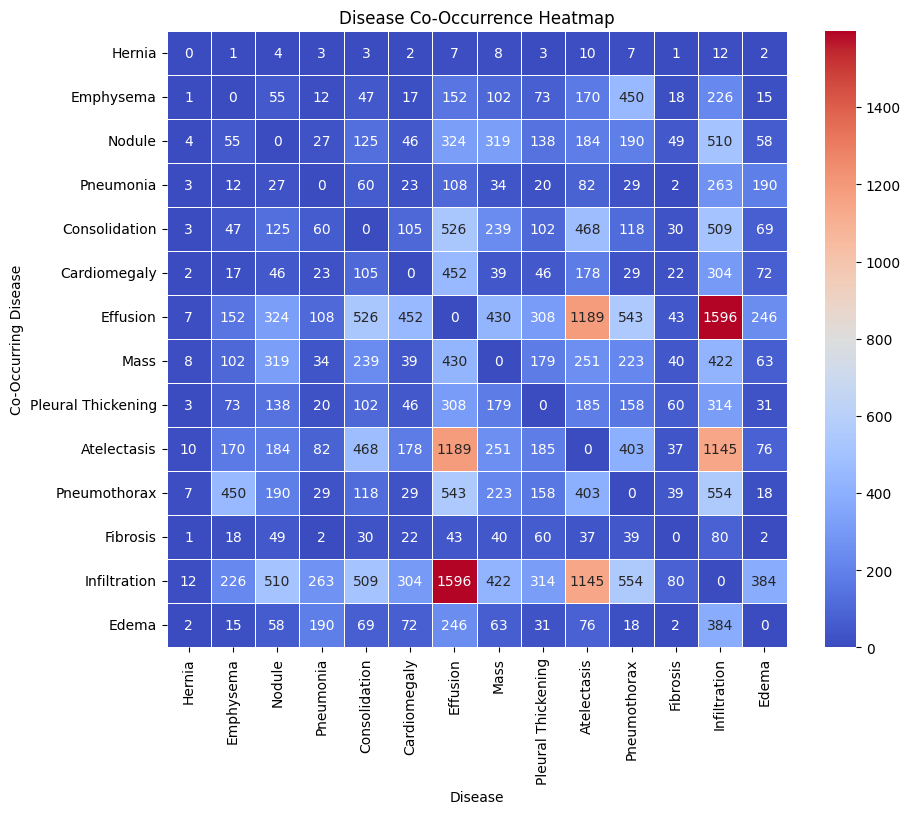 Disease Co-Occurrence Heatmap
Co-Occurring Disease
Hernia 0 1 4 3 3 2 7 8 3 10 7 1 12 2
Emphysema 1 0 55 12 47 17 152 102 73 170 450 18 226 15
Nodule 4 55 0 27 125 46 324 319 138 184 190 49 510 58
Pneumonia 3 12 27 0 60 23 108 34 20 82 29 2 263 190
Consolidation 3 47 125 60 0 105 526 239 102 468 118 30 509 69
Cardiomegaly 2 17 46 23 105 0 452 39 46 178 29 22 304 72
Effusion 7 152 324 108 526 452 0 430 308 1189 543 43 1596 246
Mass 8 102 319 34 239 39 430 0 179 251 223 40 422 63
Pleural Thickening 3 73 138 20 102 46 308 179 0 185 158 60 314 31
Atelectasis 10 170 184 82 468 178 1189 251 185 0 403 37 1145 76
Pneumothorax 7 450 190 29 118 29 543 223 158 403 0 39 554 18
Fibrosis 1 18 49 2 30 22 43 40 60 37 39 0 80 2
Infiltration 12 226 510 263 509 304 1596 422 314 1145 554 80 0 384
Edema 2 15 58 190 69 72 246 63 31 76 18 2 384 0
Hernia Emphysema Nodule Pneumonia Consolidation Cardiomegaly Effusion Mass Pleural Thickening Atelectasis Pneumothorax Fibrosis Infiltration Edema
Disease
1400
1200
1000
800
600
400
200
0